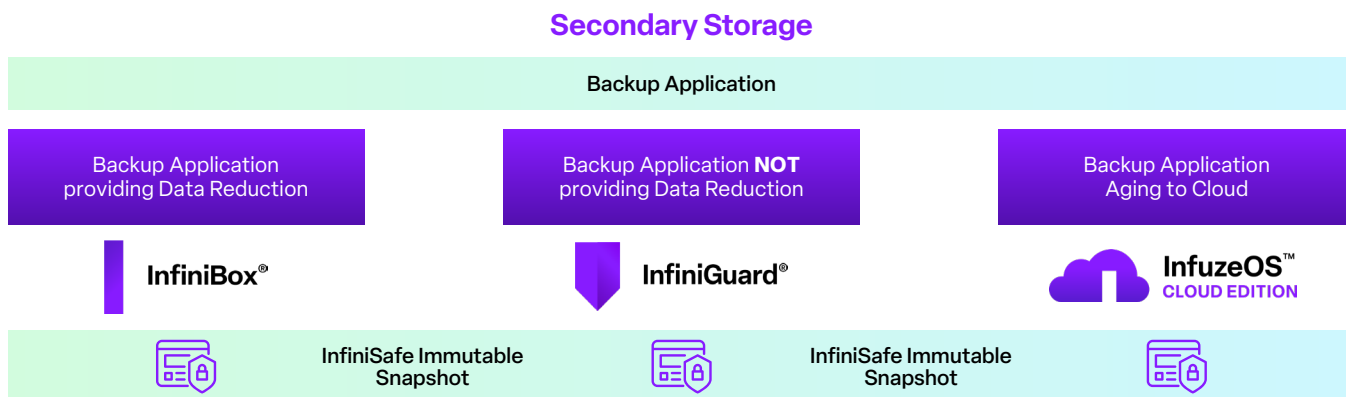 Secondary Storage
Backup Application
Backup Application
providing Data Reduction
Backup Application NOT
providing Data Reduction
Backup Application
Aging to Cloud
InfiniBox®
InfiniGuard®
InfuzeOS™
CLOUD EDITION
InfiniSafe Immutable
Snapshot
InfiniSafe Immutable
Snapshot